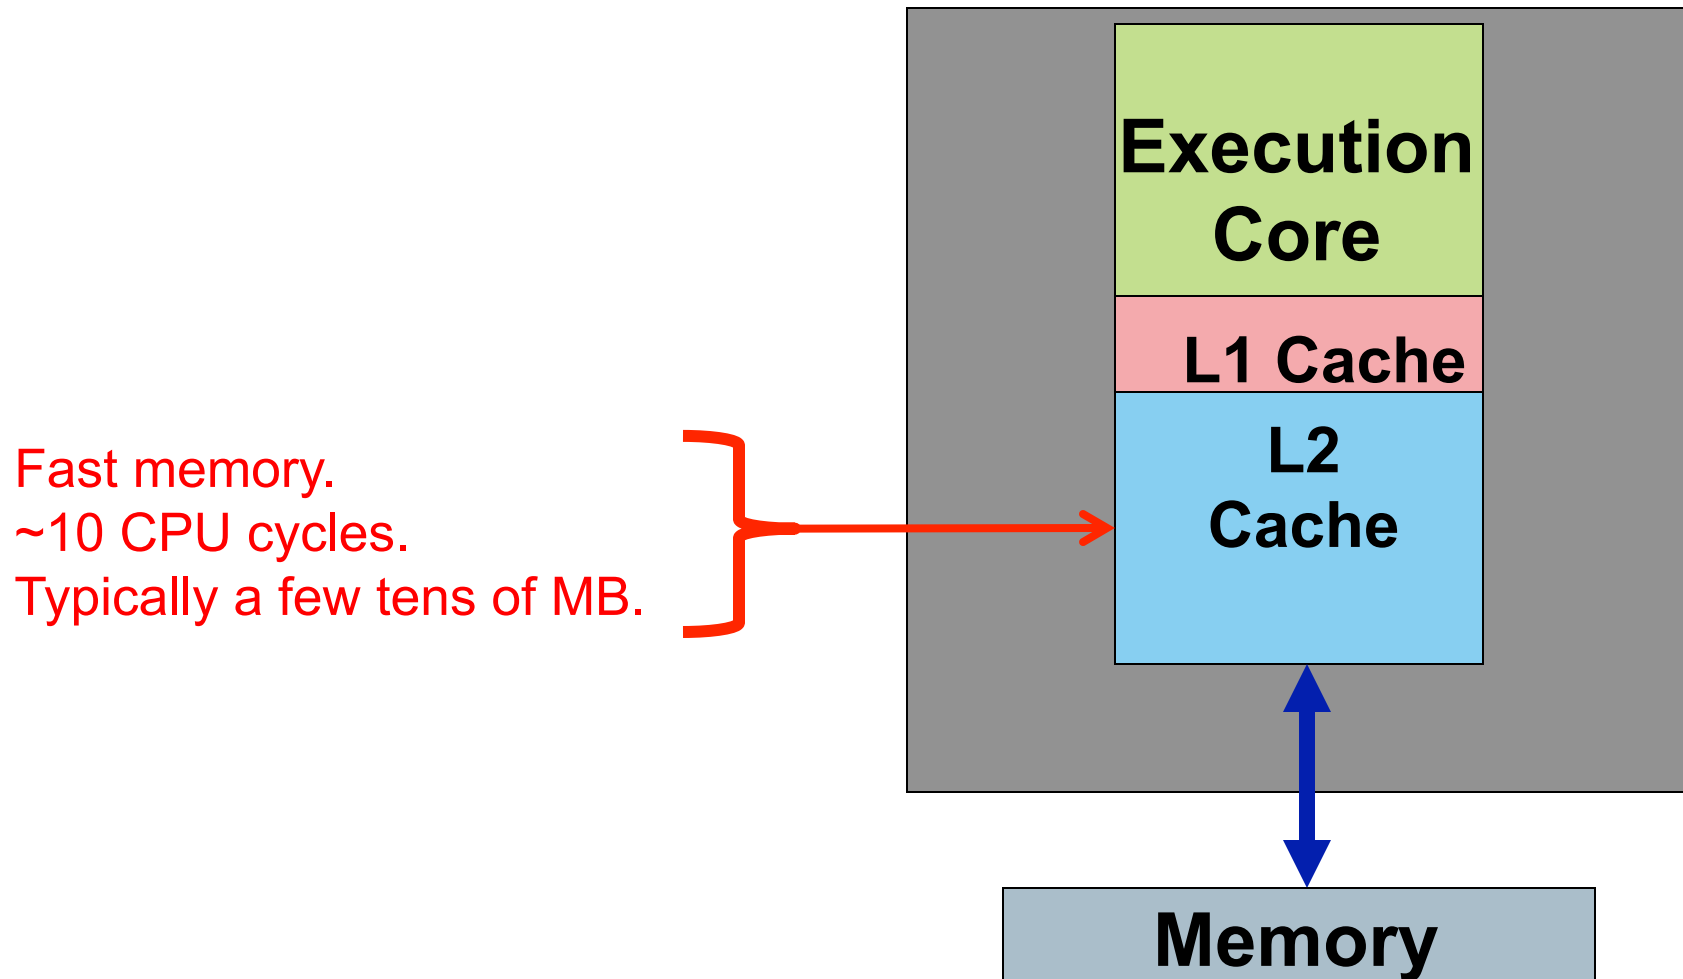 Execution
Core
L1 Cache
L2
Cache
Fast memory.
~10 CPU cycles.
Typically a few tens of MB.
Memory